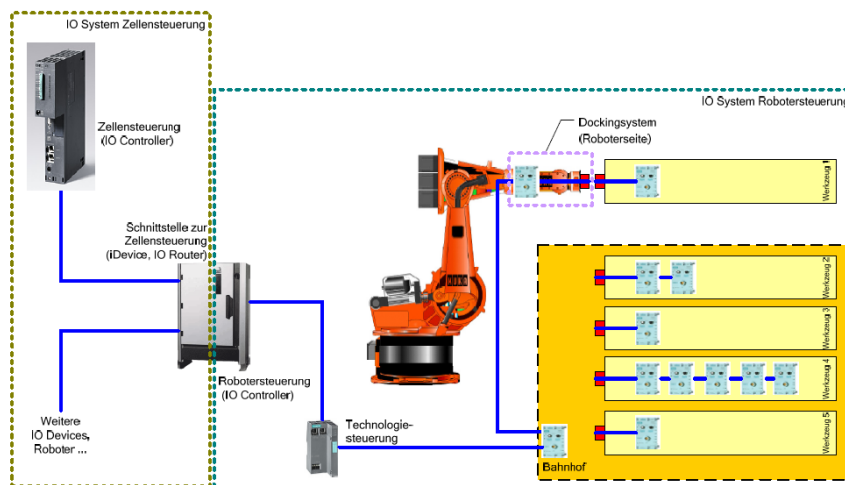 IO System Zellensteuerung
IO System Robotersteuerung
Zellensteuerung
(IO Controller)
Dockingsystem
(Roboterseite)
Werkzeug 1
Schnittstelle zur
Zellensteuerung
(iDevice, IO Router)
Werkzeug 2
Werkzeug 3
Robotersteuerung
(IO Controller)
Werkzeug 4
Weitere
IO Devices,
Roboter ...
Technologie-
steuerung
Werkzeug 5
Bahnhof